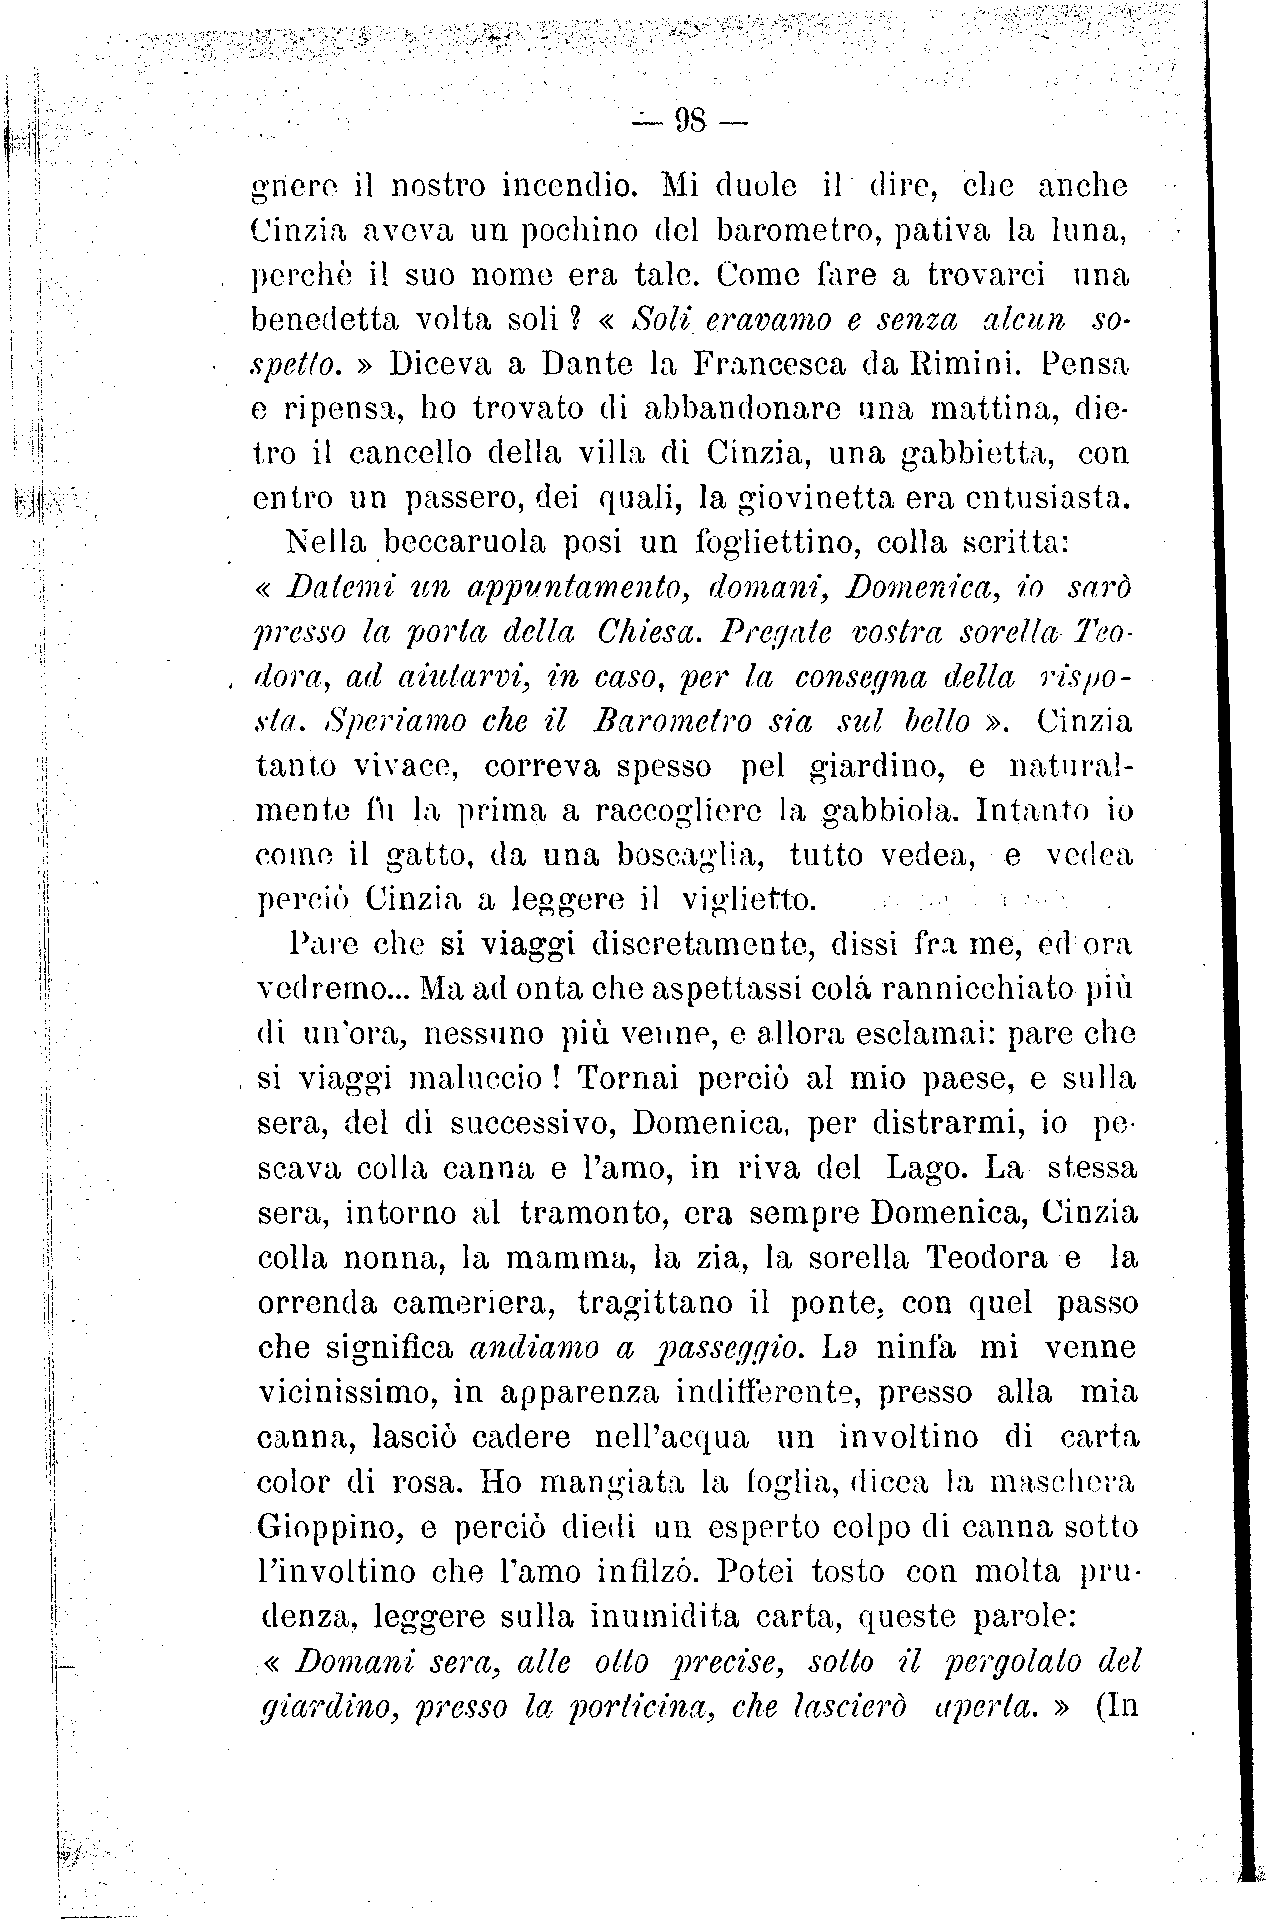 — 98 —
gnere il nostro incendio. Mi duole il dire, che anche
Cinzia aveva un pochino del barometro, pativa la luna,
perchè il suo nome era tale. Come fare a trovarci una
benedetta volta soli ? « Soli eravamo e senza alcun so-
spetto. » Diceva a Dante la Francesca da Rimini. Pensa
e ripensa, ho trovato di abbandonare una mattina, die-
tro il cancello della villa di Cinzia, una gabbietta, con
entro un passero, dei quali, la giovinetta era entusiasta.
Nella beccaruola posi un fogliettino, colla scritta:
« Datemi un appuntamento, domani, Domenica, io sarò
presso la porta della Chiesa. Pregate vostra sorella Teo-
dora, ad aiutarvi, in caso, per la consegna della rispo-
sta. Speriamo che il Barometro sia sul bello ». Cinzia
tanto vivace, correva spesso pel giardino, e natural-
mente fu la prima a raccogliere la gabbiola. Intanto io
come il gatto, da una boscaglia, tutto vedea, e vedea
perciò Cinzia a leggere il viglietto.
Pare che si viaggi discretamente, dissi fra me, ed ora
vedremo... Ma ad onta che aspettassi colà rannicchiato più
di un'ora, nessuno più venne, e allora esclamai: pare che
si viaggi maluccio ! Tornai perciò al mio paese, e sulla
sera, del dì successivo, Domenica, per distrarmi, io pe-
scava colla canna e l'amo, in riva del Lago. La stessa
sera, intorno al tramonto, era sempre Domenica, Cinzia
colla nonna, la mamma, la zia, la sorella Teodora e la
orrenda cameriera, tragittano il ponte, con quel passo
che significa andiamo a passeggio. La ninfa mi venne
vicinissimo, in apparenza indifferente, presso alla mia
canna, lasciò cadere nell'acqua un involtino di carta
color di rosa. Ho mangiata la foglia, dicea la maschera
Gioppino, e perciò diedi un esperto colpo di canna sotto
l'involtino che l'amo infilzò. Potei tosto con molta pru-
denza, leggere sulla inumidita carta, queste parole:
« Domani sera, alle otto precise, sotto il pergolato del
giardino, presso la porticina, che lascierò aperta. » (In